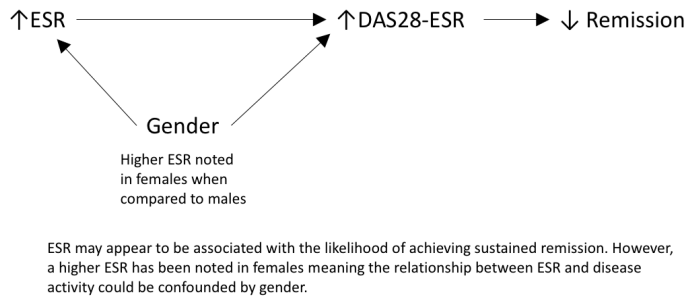 ↑ESR ↑DAS28-ESR ↓ Remission
Gender
Higher ESR noted
in females when
compared to males
ESR may appear to be associated with the likelihood of achieving sustained remission. However,
a higher ESR has been noted in females meaning the relationship between ESR and disease
activity could be confounded by gender.